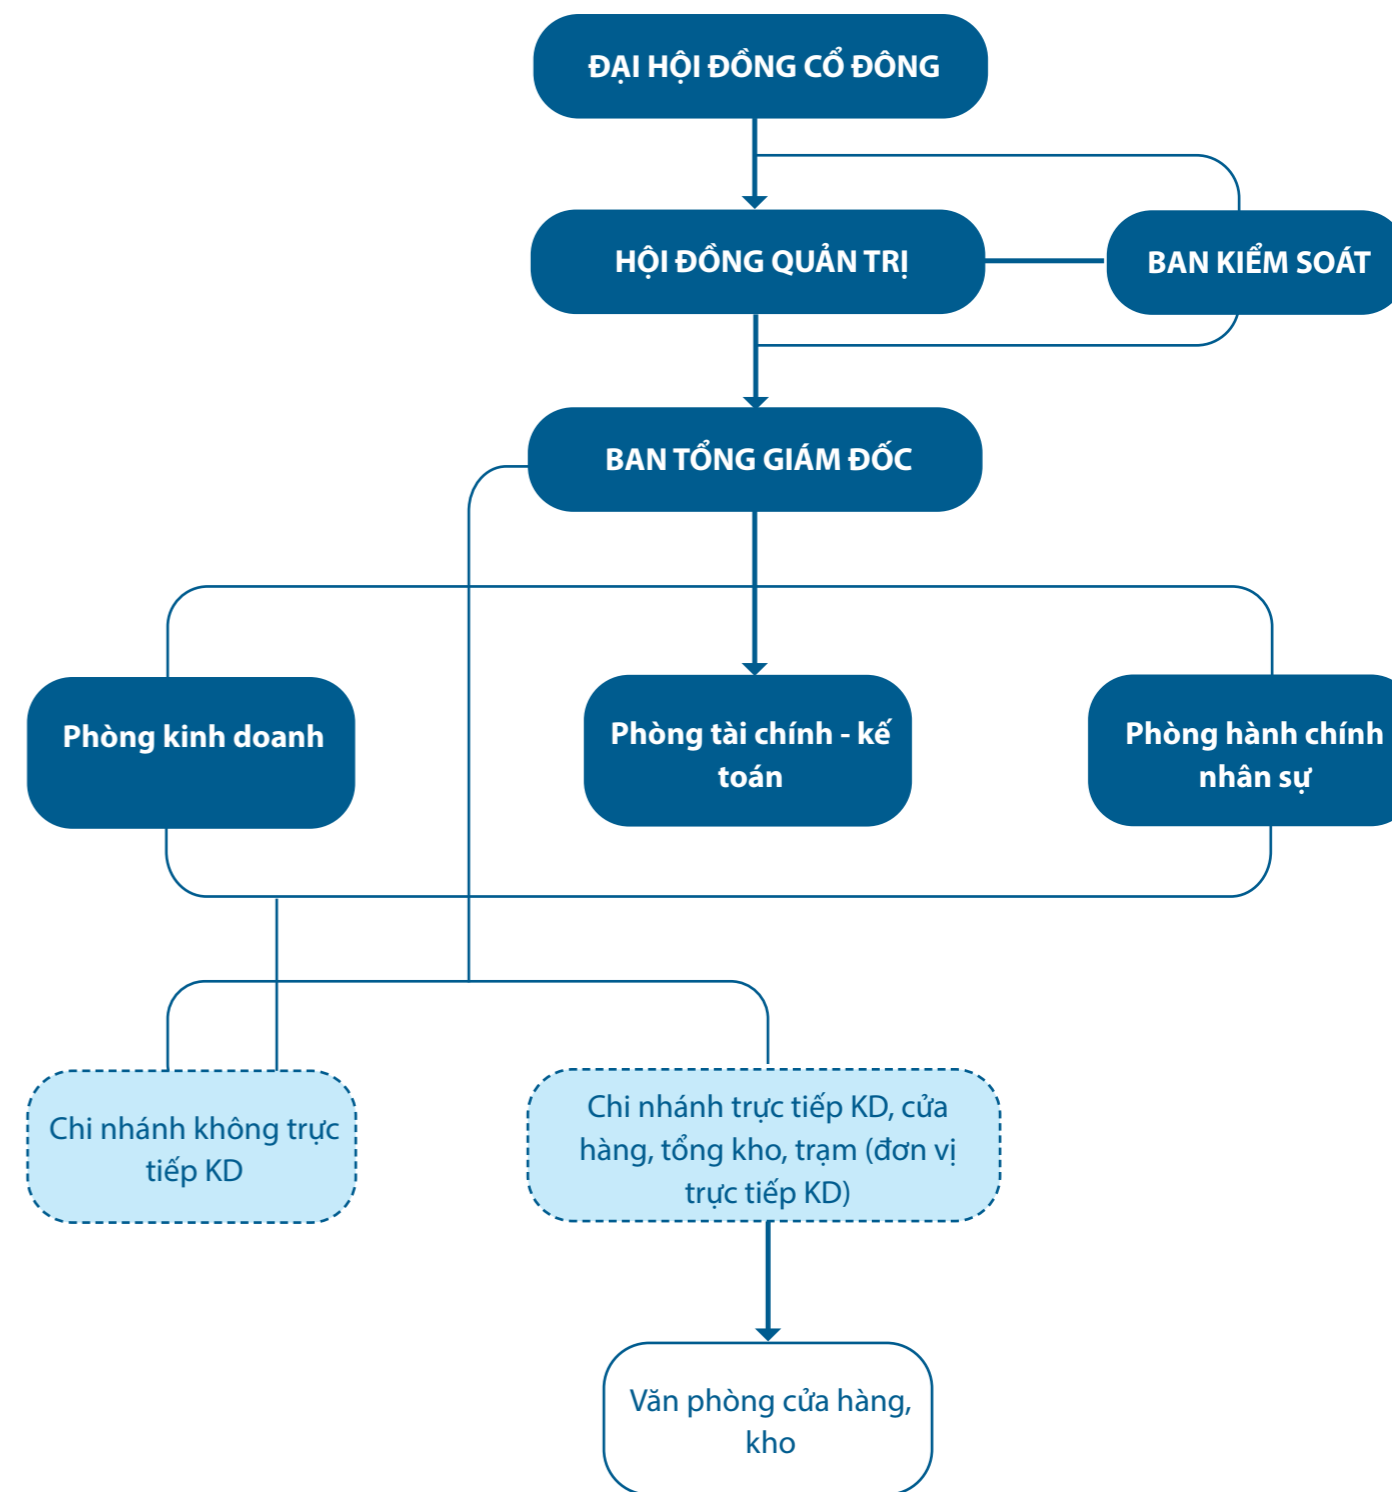 ĐẠI HỘI ĐỒNG CỔ ĐÔNG
HỘI ĐỒNG QUẢN TRỊ
BAN KIỂM SOÁT
BAN TỔNG GIÁM ĐỐC
Phòng kinh doanh
Phòng tài chính - kế
toán
Phòng hành chính
nhân sự
Chi nhánh không trực
tiếp KD
Chi nhánh trực tiếp KD, cửa
hàng, tổng kho, trạm (đơn vị
trực tiếp KD)
Văn phòng cửa hàng,
kho